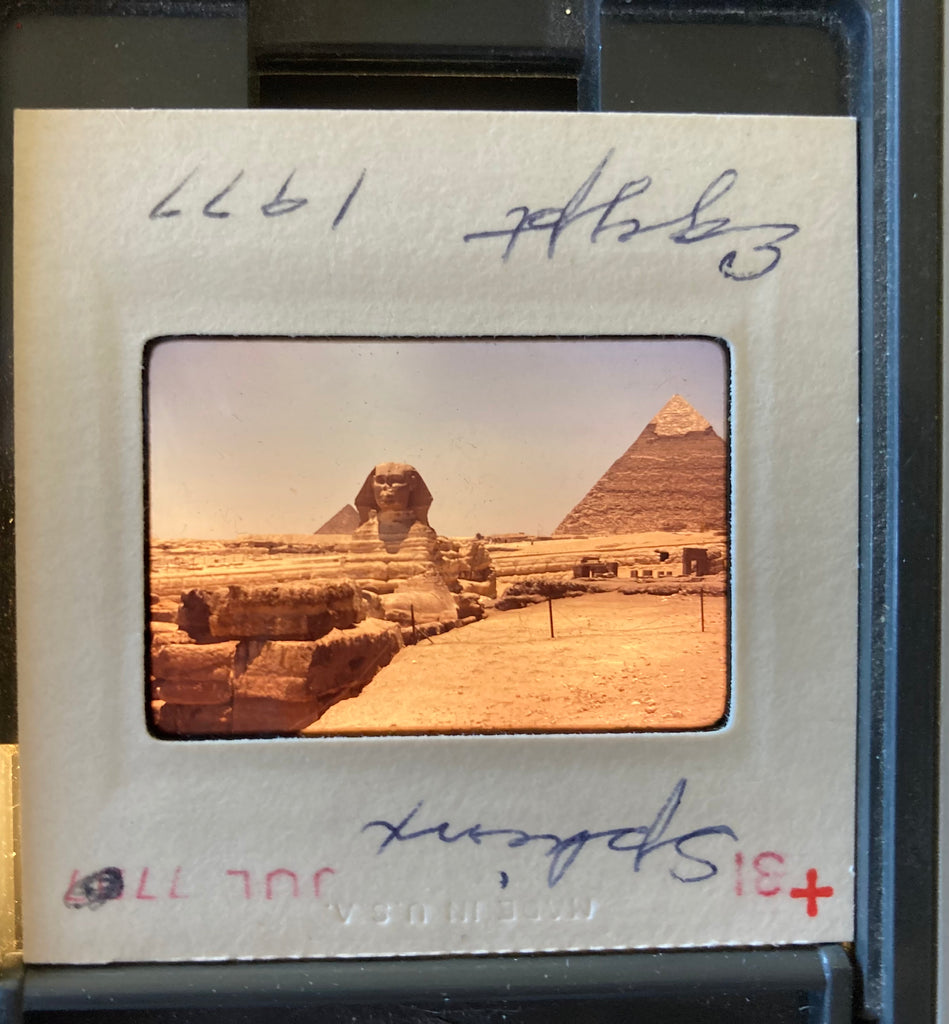 MADE IN U.S.A
31 JUL 77
Sphinx
Egypt 1977